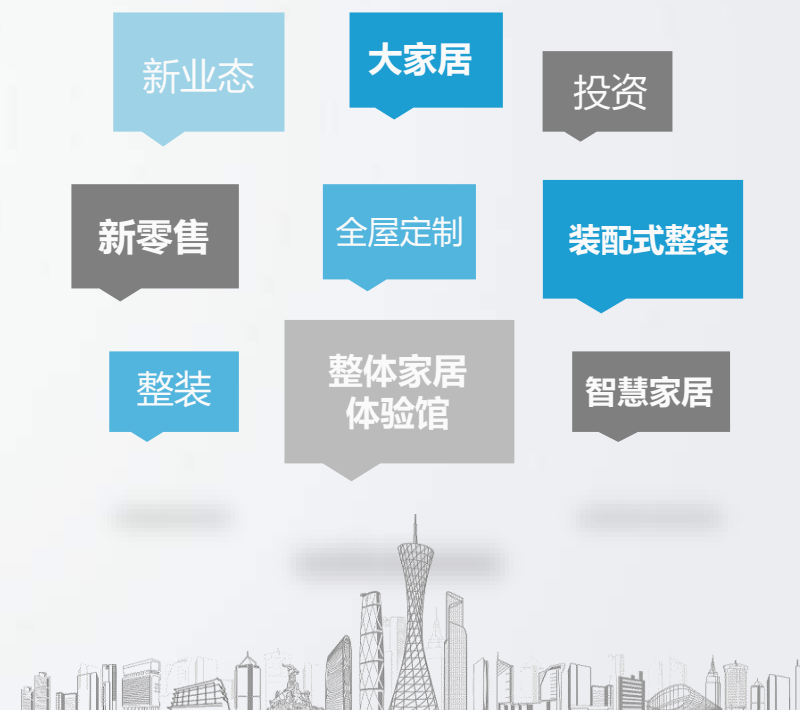 新业态
大家居
投资
新零售
全屋定制
装配式整装
整装
整体家居
体验馆
智慧家居